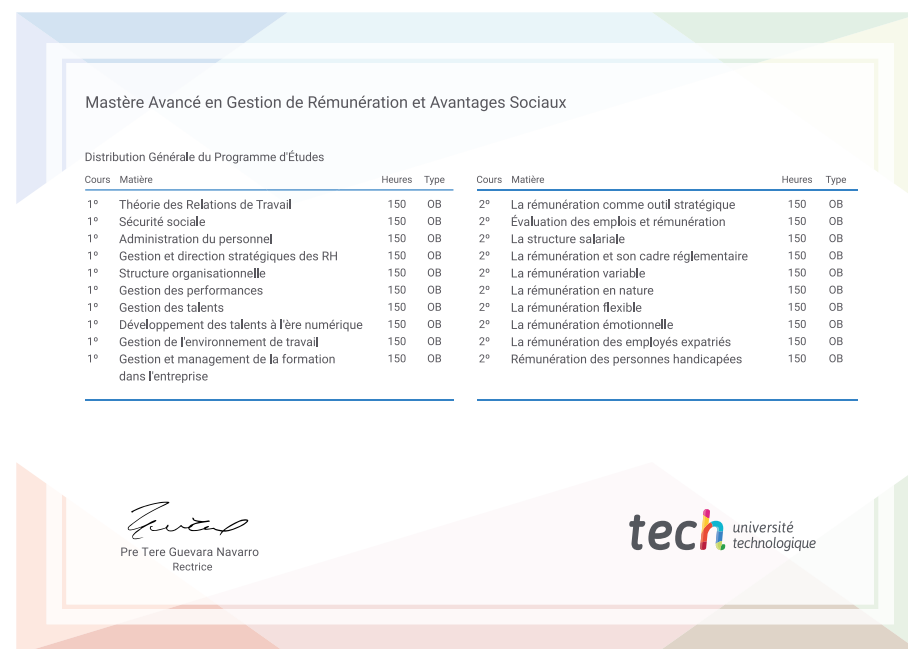 Mastère Avancé en Gestion de Rémunération et Avantages Sociaux
Distribution Générale du Programme d'Études
Cours Matière Heures Type
1º Théorie des Relations de Travail 150 OB
1º Sécurité sociale 150 OB
1º Administration du personnel 150 OB
1º Gestion et direction stratégiques des RH 150 OB
1º Structure organisationnelle 150 OB
1º Gestion des performances 150 OB
1º Gestion des talents 150 OB
1º Développement des talents à l'ère numérique 150 OB
1º Gestion de l'environnement de travail 150 OB
1º Gestion et management de la formation 150 OB
dans l'entreprise
Cours Matière Heures Type
2º La rémunération comme outil stratégique 150 OB
2º Évaluation des emplois et rémunération 150 OB
2º La structure salariale 150 OB
2º La rémunération et son cadre réglementaire 150 OB
2º La rémunération variable 150 OB
2º La rémunération en nature 150 OB
2º La rémunération flexible 150 OB
2º La rémunération émotionnelle 150 OB
2º La rémunération des employés expatriés 150 OB
2º Rémunération des personnes handicapées 150 OB
Pre Tere Guevara Navarro
Rectrice
tech université
technologique